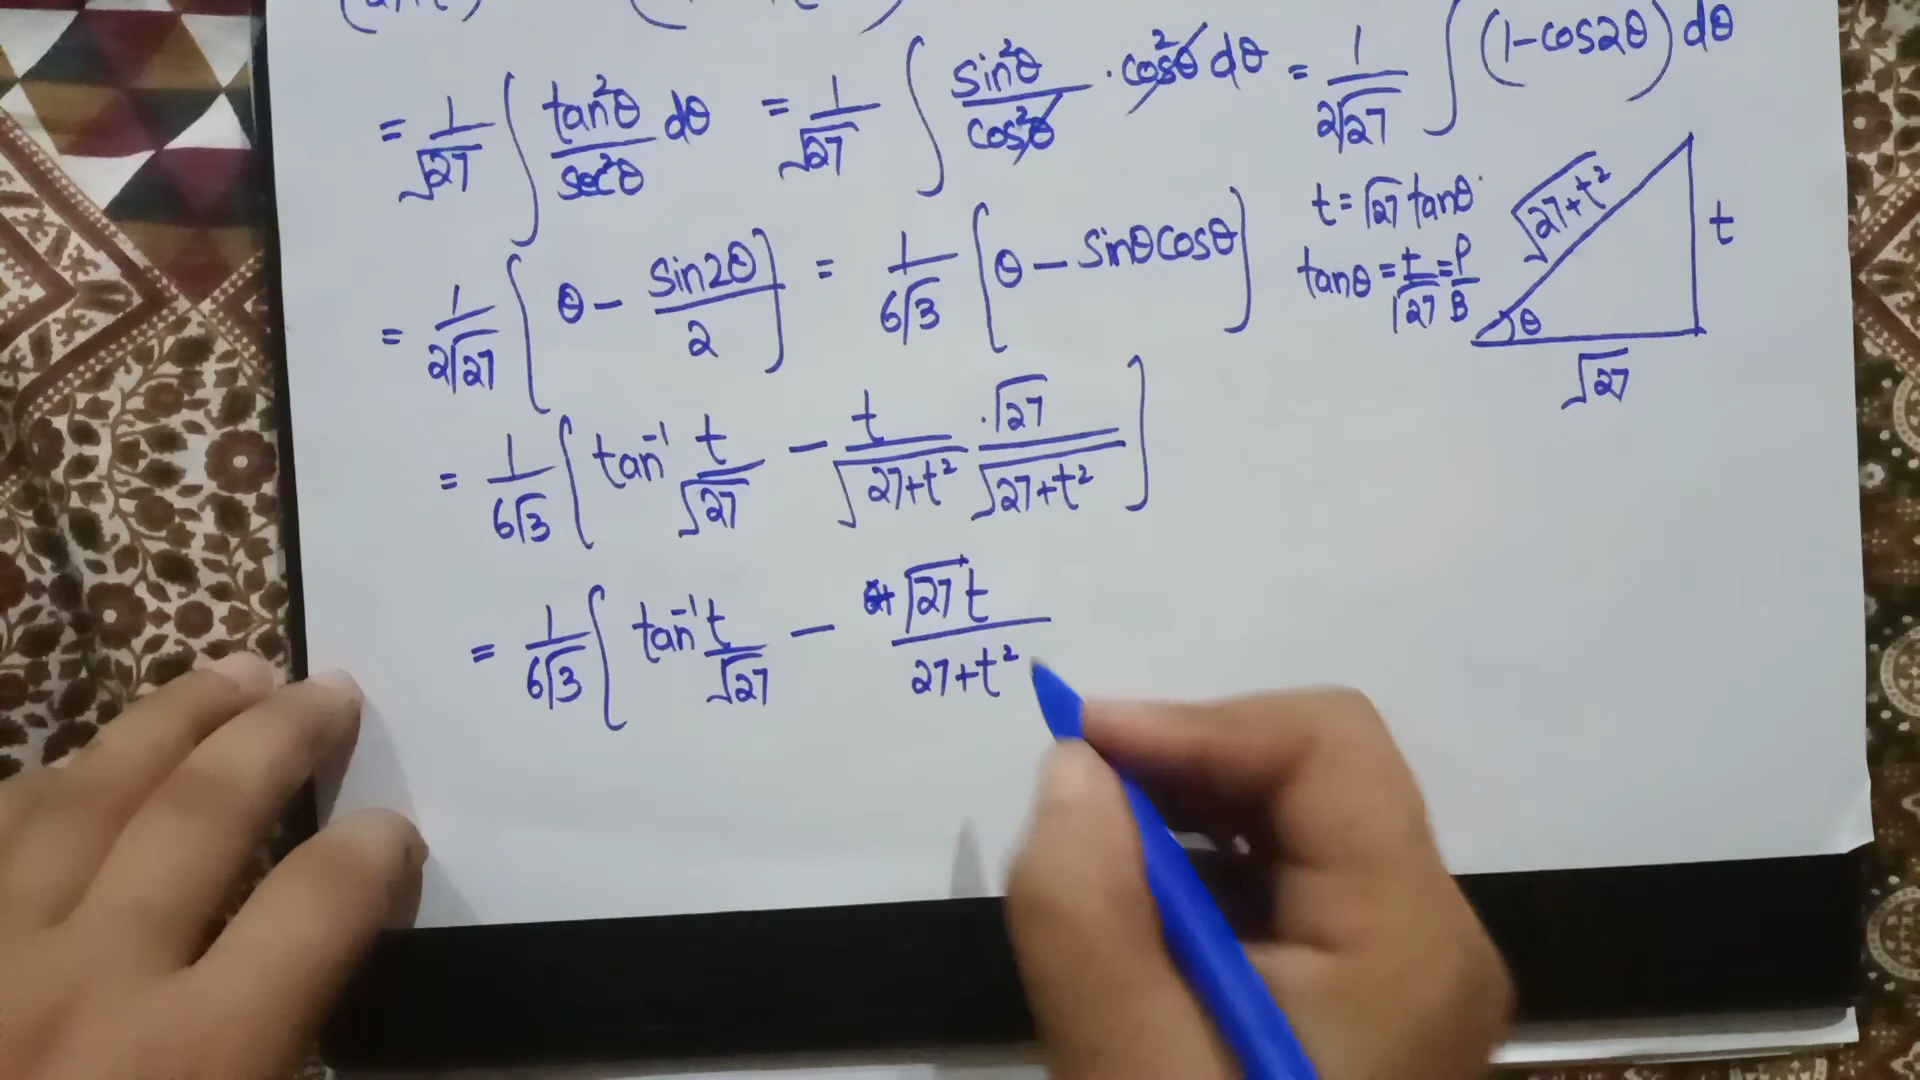 = 1/√27 ∫ tan²θ/sec²θ dθ = 1/√27 ∫ sin²θ/cos²θ · cos²θ dθ = 1/2√27 ∫ (1-cos2θ) dθ
= 1/2√27 [θ - sin2θ/2] = 1/6√3 [θ - sinθcosθ]
t = √27 tanθ
tanθ = t/√27 = P/B
√27+t²
t
θ
√27
= 1/6√3 [tan⁻¹ t/√27 - t/√27+t² · √27/√27+t²]
= 1/6√3 [tan⁻¹ t/√27 - √27 t/27+t²